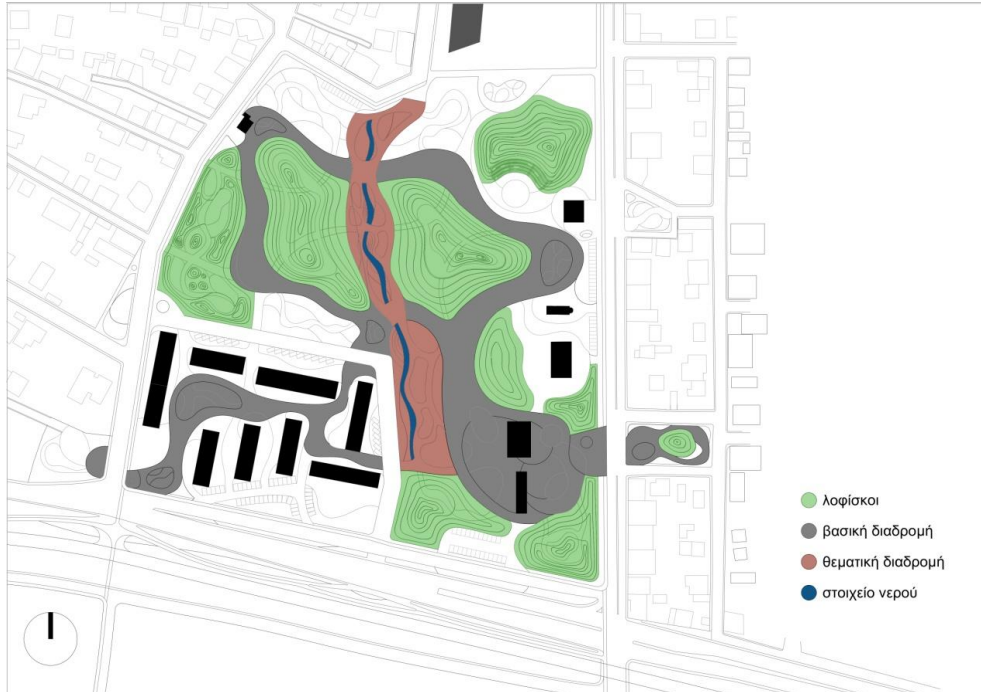 λοφίσκοι
βασική διαδρομή
θεματική διαδρομή
στοιχείο νερού